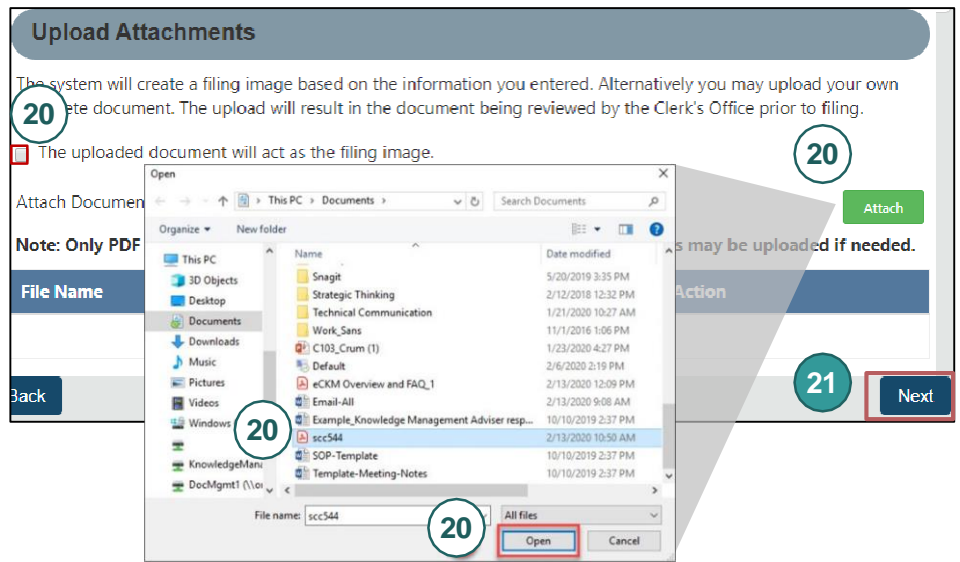 Upload Attachments
The system will create a filing image based on the information you entered. Alternatively you may upload your own
ete document. The upload will result in the document being reviewed by the Clerk's Office prior to filing.
20
20
The uploaded document will act as the filing image.
Open
This PC > Documents >
Search Documents
Attach Documen
Attach
Organize
New folder
Note: Only PDF
s may be uploaded if needed.
Name
Date modified
This PC
3D Objects
Desktop
Documents
Downloads
Music
Pictures
Videos
Windows
KnowledgeMana
DocMgmt1 (\\or
Snagit 5/20/2019 3:35 PM
Strategic Thinking 2/12/2018 12:32 PM
Technical Communication 1/21/2020 10:27 AM
Work_Sans 11/1/2016 1:06 PM
C103_Crum (1) 1/23/2020 4:27 PM
Default 2/6/2020 2:19 PM
eCKM Overview and FAQ_1 2/13/2020 12:09 PM
Email-All 2/13/2020 9:08 AM
Example_Knowledge Management Adviser resp... 10/10/2019 2:37 PM
scc544 2/13/2020 10:50 AM
SOP-Template 10/10/2019 2:37 PM
Template-Meeting-Notes 10/10/2019 2:37 PM
File Name
Action
20
21
Back
Next
File name: scc544
All files
20
Open
Cancel